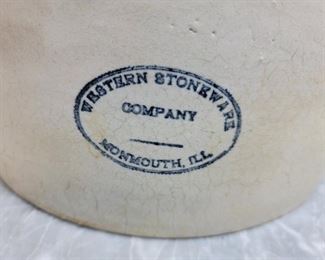 WESTERN STONEWARE
COMPANY
MONMOUTH, ILL.